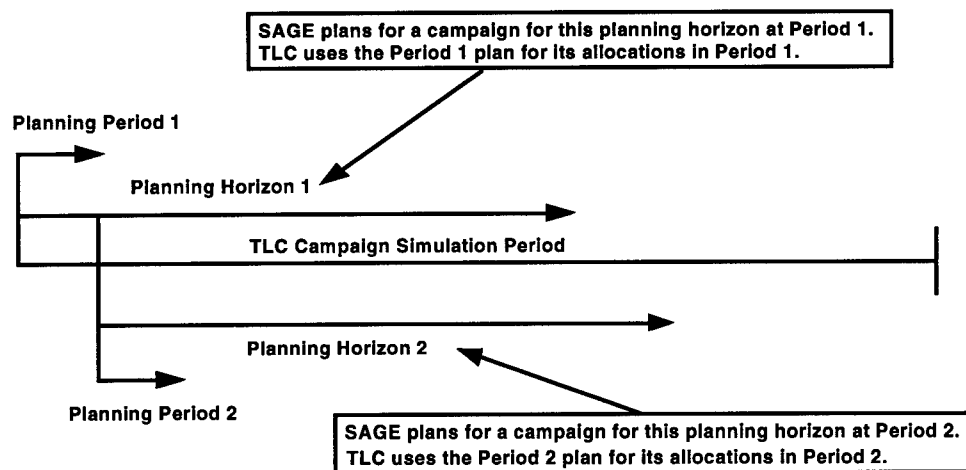 SAGE plans for a campaign for this planning horizon at Period 1.
TLC uses the Period 1 plan for its allocations in Period 1.
Planning Period 1
Planning Horizon 1
TLC Campaign Simulation Period
Planning Horizon 2
Planning Period 2
SAGE plans for a campaign for this planning horizon at Period 2.
TLC uses the Period 2 plan for its allocations in Period 2.